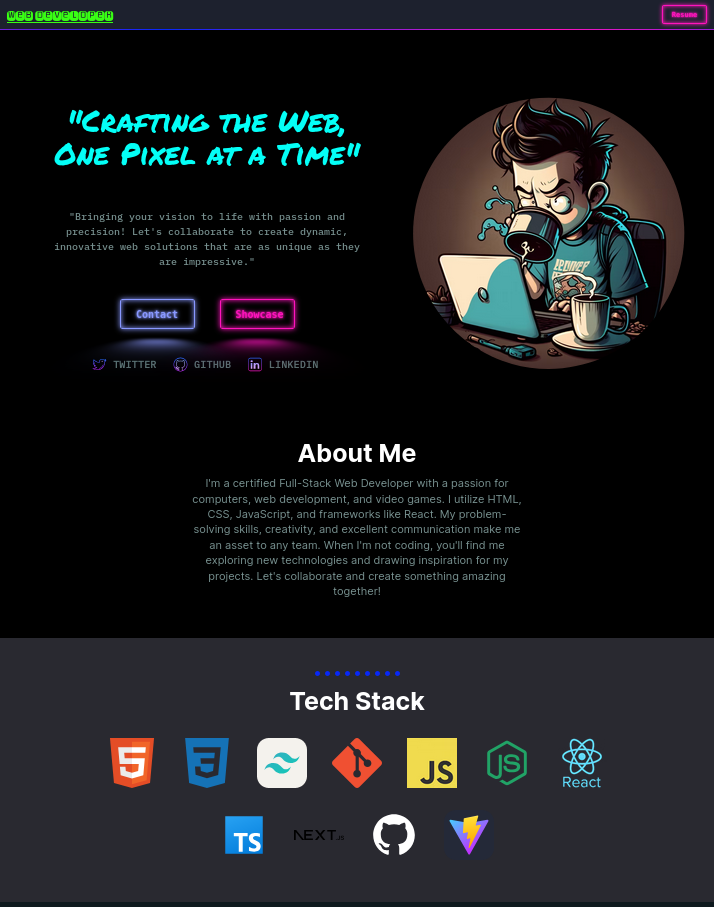 WEB DEVELOPER
Resume
"Crafting the Web,
One Pixel at a Time"
"Bringing your vision to life with passion and
precision! Let's collaborate to create dynamic,
innovative web solutions that are as unique as they
are impressive."
Contact
Showcase
TWITTER
GITHUB
LINKEDIN
About Me
I'm a certified Full-Stack Web Developer with a passion for
computers, web development, and video games. I utilize HTML,
CSS, JavaScript, and frameworks like React. My problem-
solving skills, creativity, and excellent communication make me
an asset to any team. When I'm not coding, you'll find me
exploring new technologies and drawing inspiration for my
projects. Let's collaborate and create something amazing
together!
Tech Stack
5
3
JS
JS
React
TS
NEXT.JS